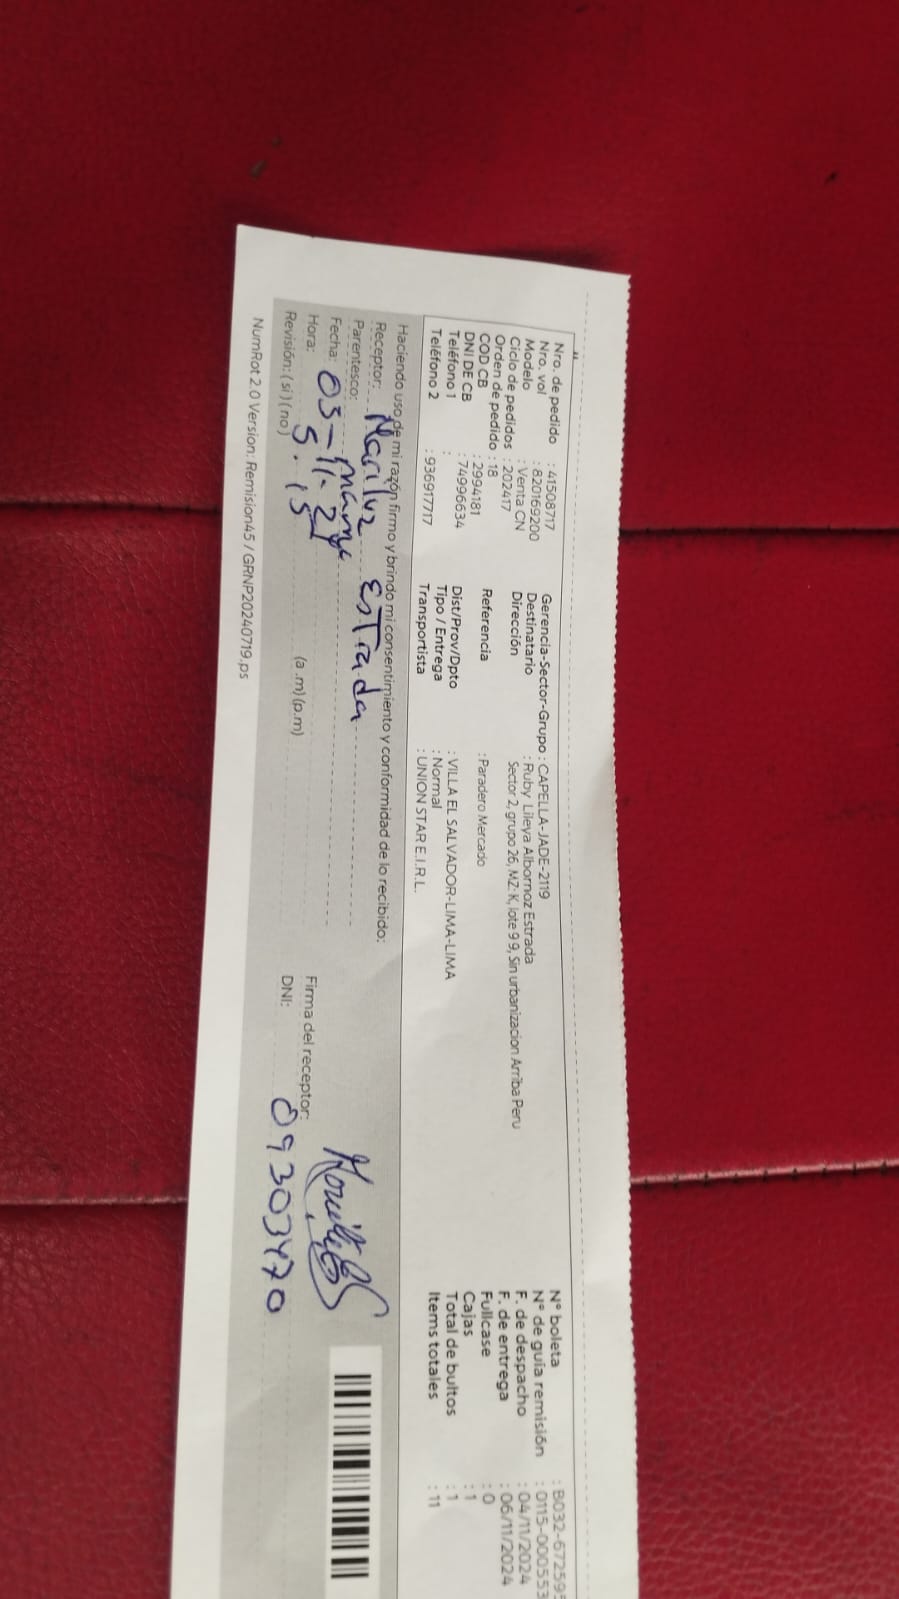 Nro. de pedido : 41508717
Nro. vol : 820169200
Modelo : Venta CN
Ciclo de pedidos : 202417
Orden de pedido : 18
COD CB : 2994181
DNI DE CB : 74996634
Teléfono 1 :
Teléfono 2 : 936917717
Gerencia-Sector-Grupo : CAPELLA-JADE-2119
Destinatario : Ruby Lileya Albornoz Estrada
Dirección Sector 2, grupo 26, MZ: K, lote 9 9, Sin urbanizacion Arriba Peru
Referencia : Paradero Mercado
Dist/Prov/Dpto : VILLA EL SALVADOR-LIMA-LIMA
Tipo / Entrega : Normal
Transportista : UNION STAR E.I.R.L.
N° boleta : B032-67259
N° de guía remisión : 0115-000553
F. de despacho : 04/11/2024
F. de entrega : 06/11/2024
Fullcase : 0
Cajas : 1
Total de bultos : 1
Items totales : 11
Haciendo uso de mi razón firmo y brindo mi consentimiento y conformidad de lo recibido:
Receptor: Mariluz Estrada
Parentesco: mama
Fecha: 05-11-24
Hora: 5.15 (a.m)(p.m)
Revisión: (si)(no)
Firma del receptor:
DNI: 09303470
NumRot 2.0 Version: Remision45 / GRNP20240719.ps